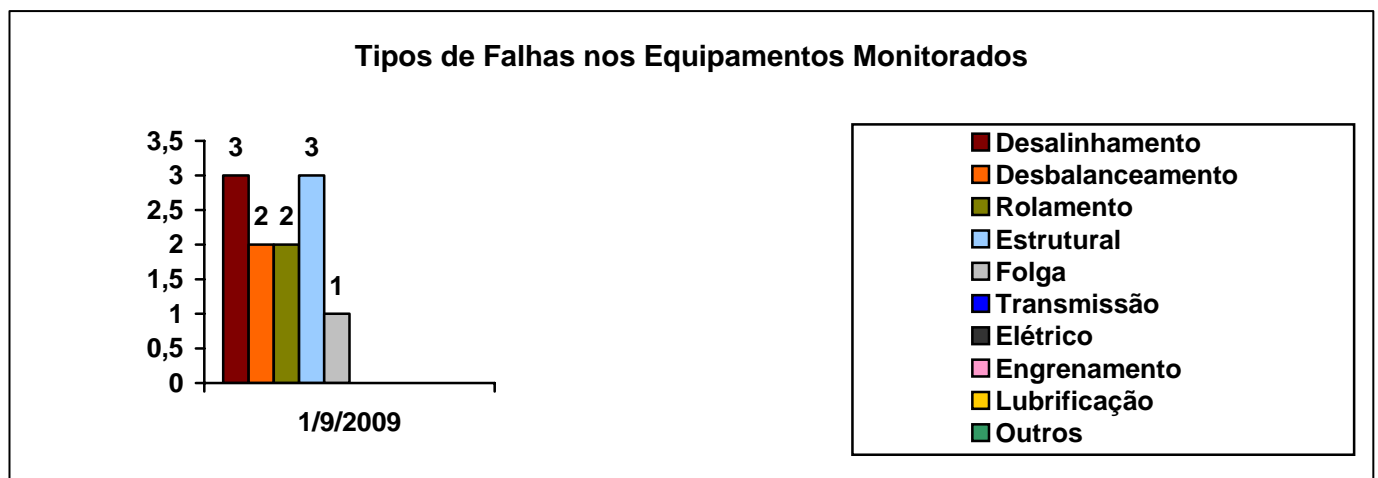 Tipos de Falhas nos Equipamentos Monitorados
3,5
3
2,5
2
1,5
1
0,5
0
3
2
2
3
1
1/9/2009
Desalinhamento
Desbalanceamento
Rolamento
Estrutural
Folga
Transmissão
Elétrico
Engrenamento
Lubrificação
Outros